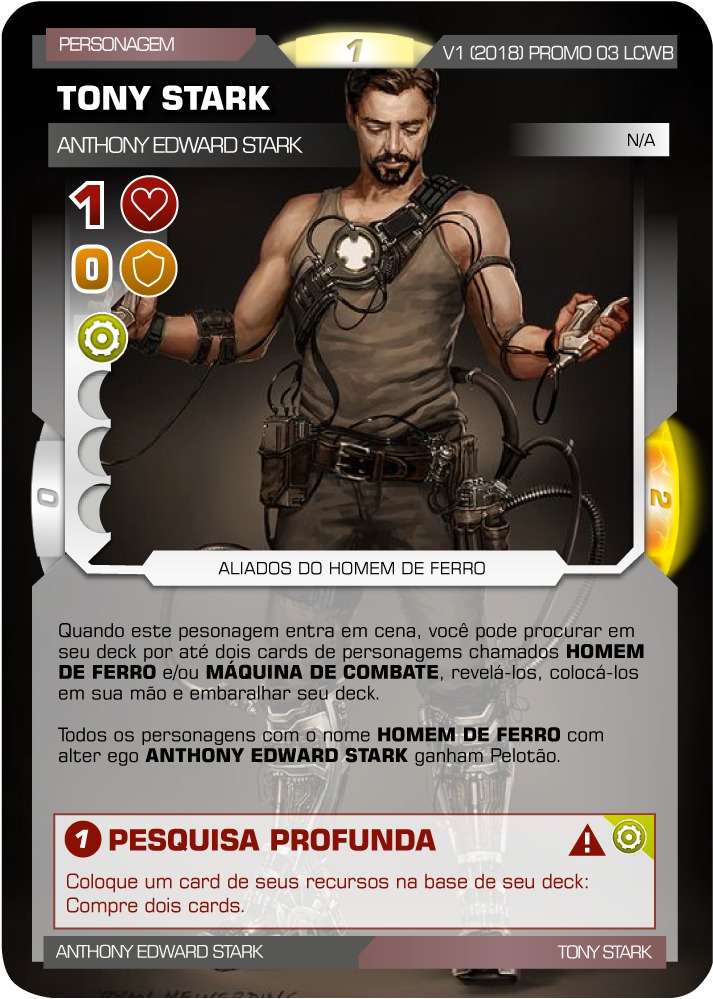 PERSONAGEM
1
V1 (2018) PROMO 03 LCWB
TONY STARK
ANTHONY EDWARD STARK
N/A
1
0
0
2
ALIADOS DO HOMEM DE FERRO
Quando este pesonagem entra em cena, você pode procurar em
seu deck por até dois cards de personagems chamados HOMEM
DE FERRO e/ou MÁQUINA DE COMBATE, revelá-los, colocá-los
em sua mão e embaralhar seu deck.
Todos os personagens com o nome HOMEM DE FERRO com
alter ego ANTHONY EDWARD STARK ganham Pelotão.
1 PESQUISA PROFUNDA
Coloque um card de seus recursos na base de seu deck:
Compre dois cards.
ANTHONY EDWARD STARK
TONY STARK